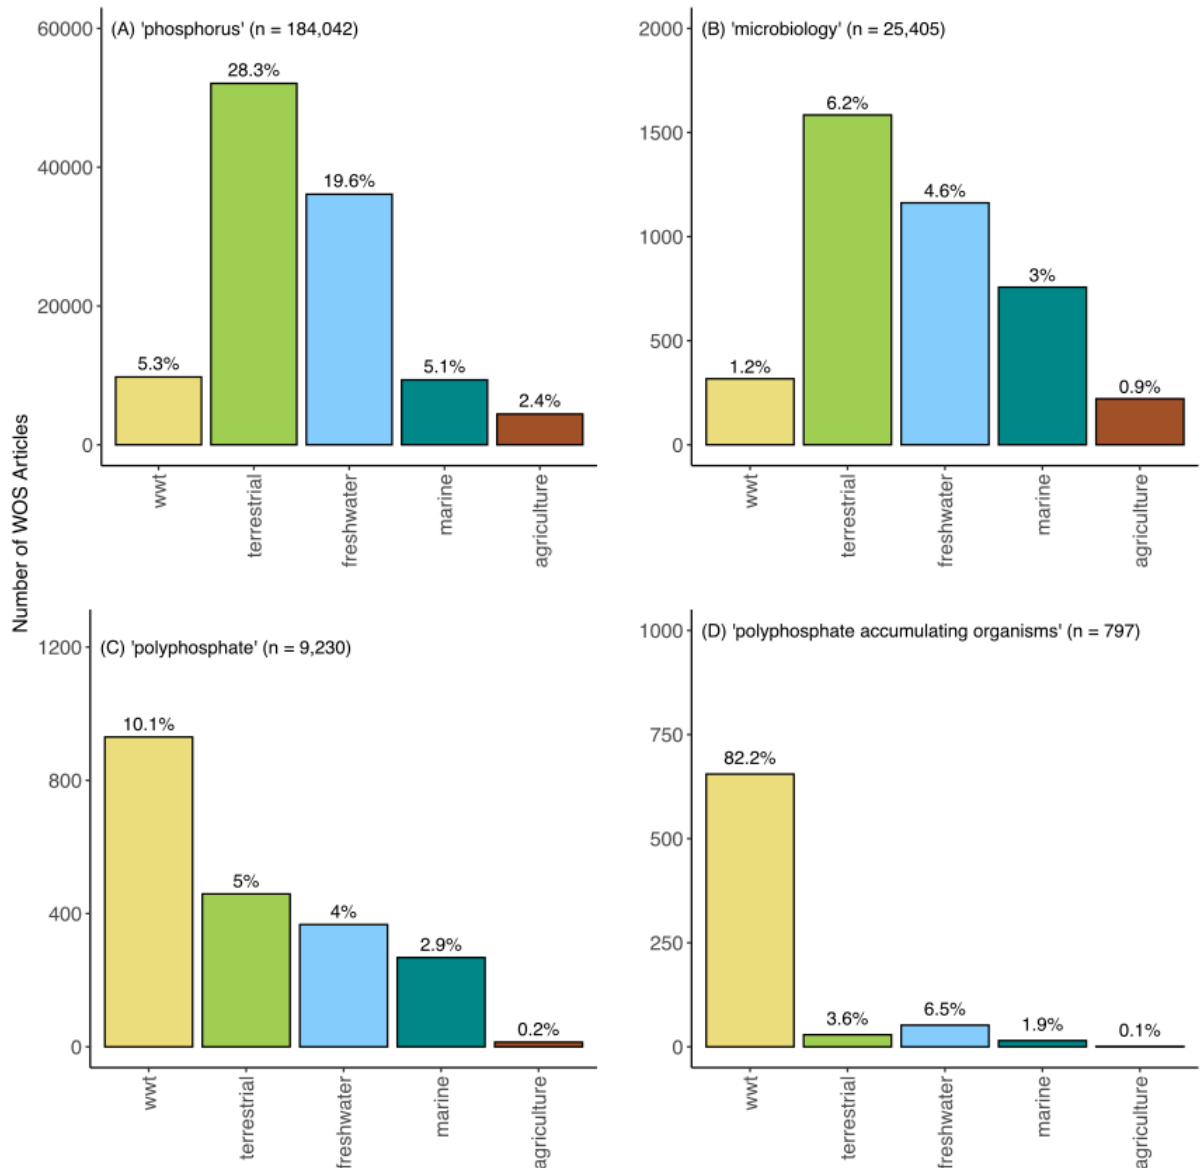 Number of WOS Articles
(A) 'phosphorus' (n = 184,042)
60000
40000
20000
0
5.3%
28.3%
19.6%
5.1%
2.4%
wwt
terrestrial
freshwater
marine
agriculture
(B) 'microbiology' (n = 25,405)
2000
1500
1000
500
0
1.2%
6.2%
4.6%
3%
0.9%
wwt
terrestrial
freshwater
marine
agriculture
(C) 'polyphosphate' (n = 9,230)
1200
800
400
0
10.1%
5%
4%
2.9%
0.2%
wwt
terrestrial
freshwater
marine
agriculture
(D) 'polyphosphate accumulating organisms' (n = 797)
1000
750
500
250
0
82.2%
3.6%
6.5%
1.9%
0.1%
wwt
terrestrial
freshwater
marine
agriculture